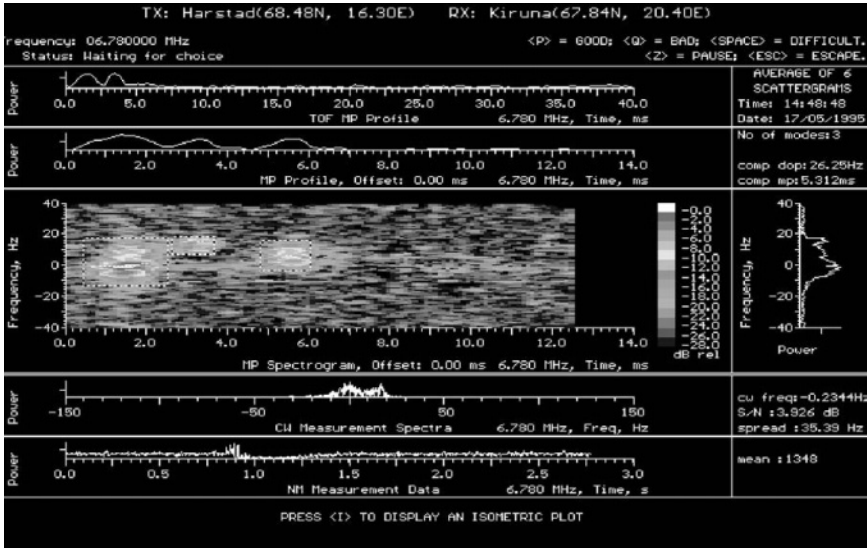 TX: Harstad(68.48N, 16.30E) RX: Kiruna(67.84N, 20.40E)
requency: 06.780000 MHz <P> = GOOD; <Q> = BAD; <SPACE> = DIFFICULT.
Status: Waiting for choice <Z> = PAUSE; <ESC> = ESCAPE.
Power
0.0 5.0 10.0 15.0 20.0 25.0 30.0 35.0 40.0
TOF MP Profile 6.780 MHz, Time, ms
AVERAGE OF 6
SCATTERGRAMS
Time: 14:48:48
Date: 17/05/1995
Power
0.0 2.0 4.0 6.0 8.0 10.0 12.0 14.0
MP Profile, Offset: 0.00 ms 6.780 MHz, Time, ms
No of modes:3
comp dop:26.25Hz
comp mp:5.312ms
Frequency, Hz
40
20
0
-20
-40
0.0 2.0 4.0 6.0 8.0 10.0 12.0 14.0
MP Spectrogram, Offset: 0.00 ms 6.780 MHz, Time, ms
-0.0
-2.0
-4.0
-6.0
-8.0
-10.0
-12.0
-14.0
-16.0
-18.0
-20.0
-22.0
-24.0
-26.0
-28.0
dB rel
Frequency, Hz
40
20
0
-20
-40
Power
Power
-150 -50 50 150
CW Measurement Spectra 6.780 MHz, Freq, Hz
cw freq:-0.2344Hz
S/N :3.926 dB
spread :35.39 Hz
Power
0.0 0.5 1.0 1.5 2.0 2.5 3.0
NM Measurement Data 6.780 MHz, Time, s
mean :1348
PRESS <I> TO DISPLAY AN ISOMETRIC PLOT